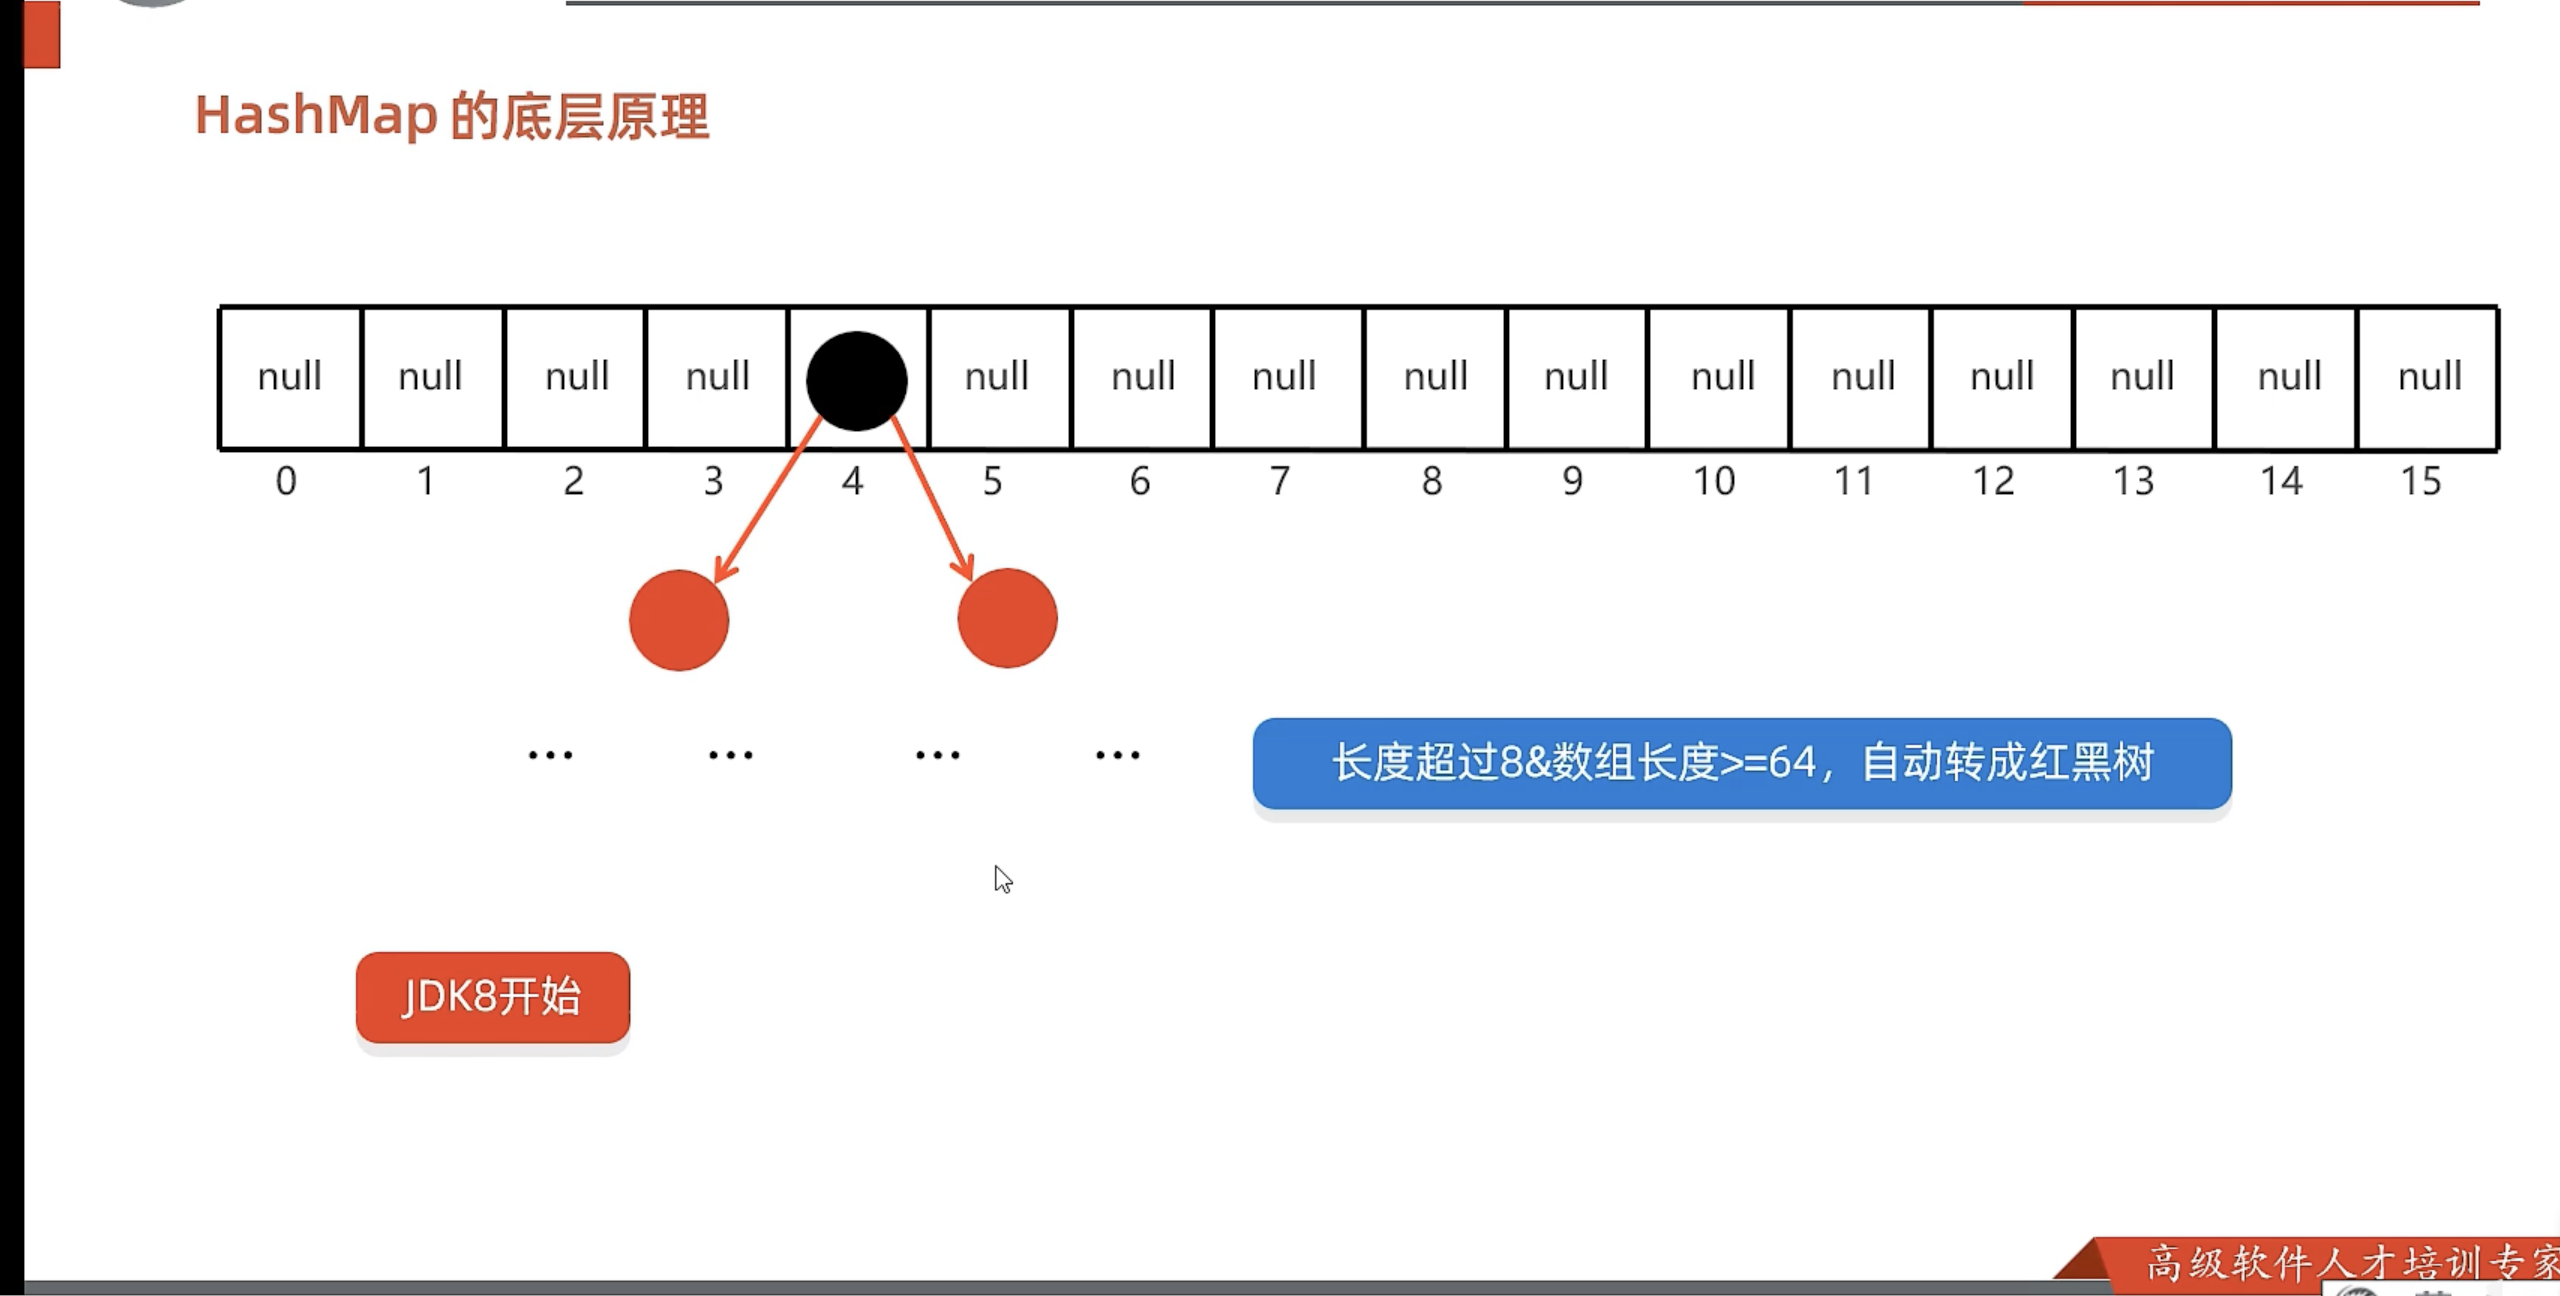 HashMap 的底层原理
null null null null null null null null null null null null null null null
0 1 2 3 4 5 6 7 8 9 10 11 12 13 14 15
... ... ... ...
长度超过8&数组长度>=64，自动转成红黑树
JDK8开始
高级软件人才培训专家